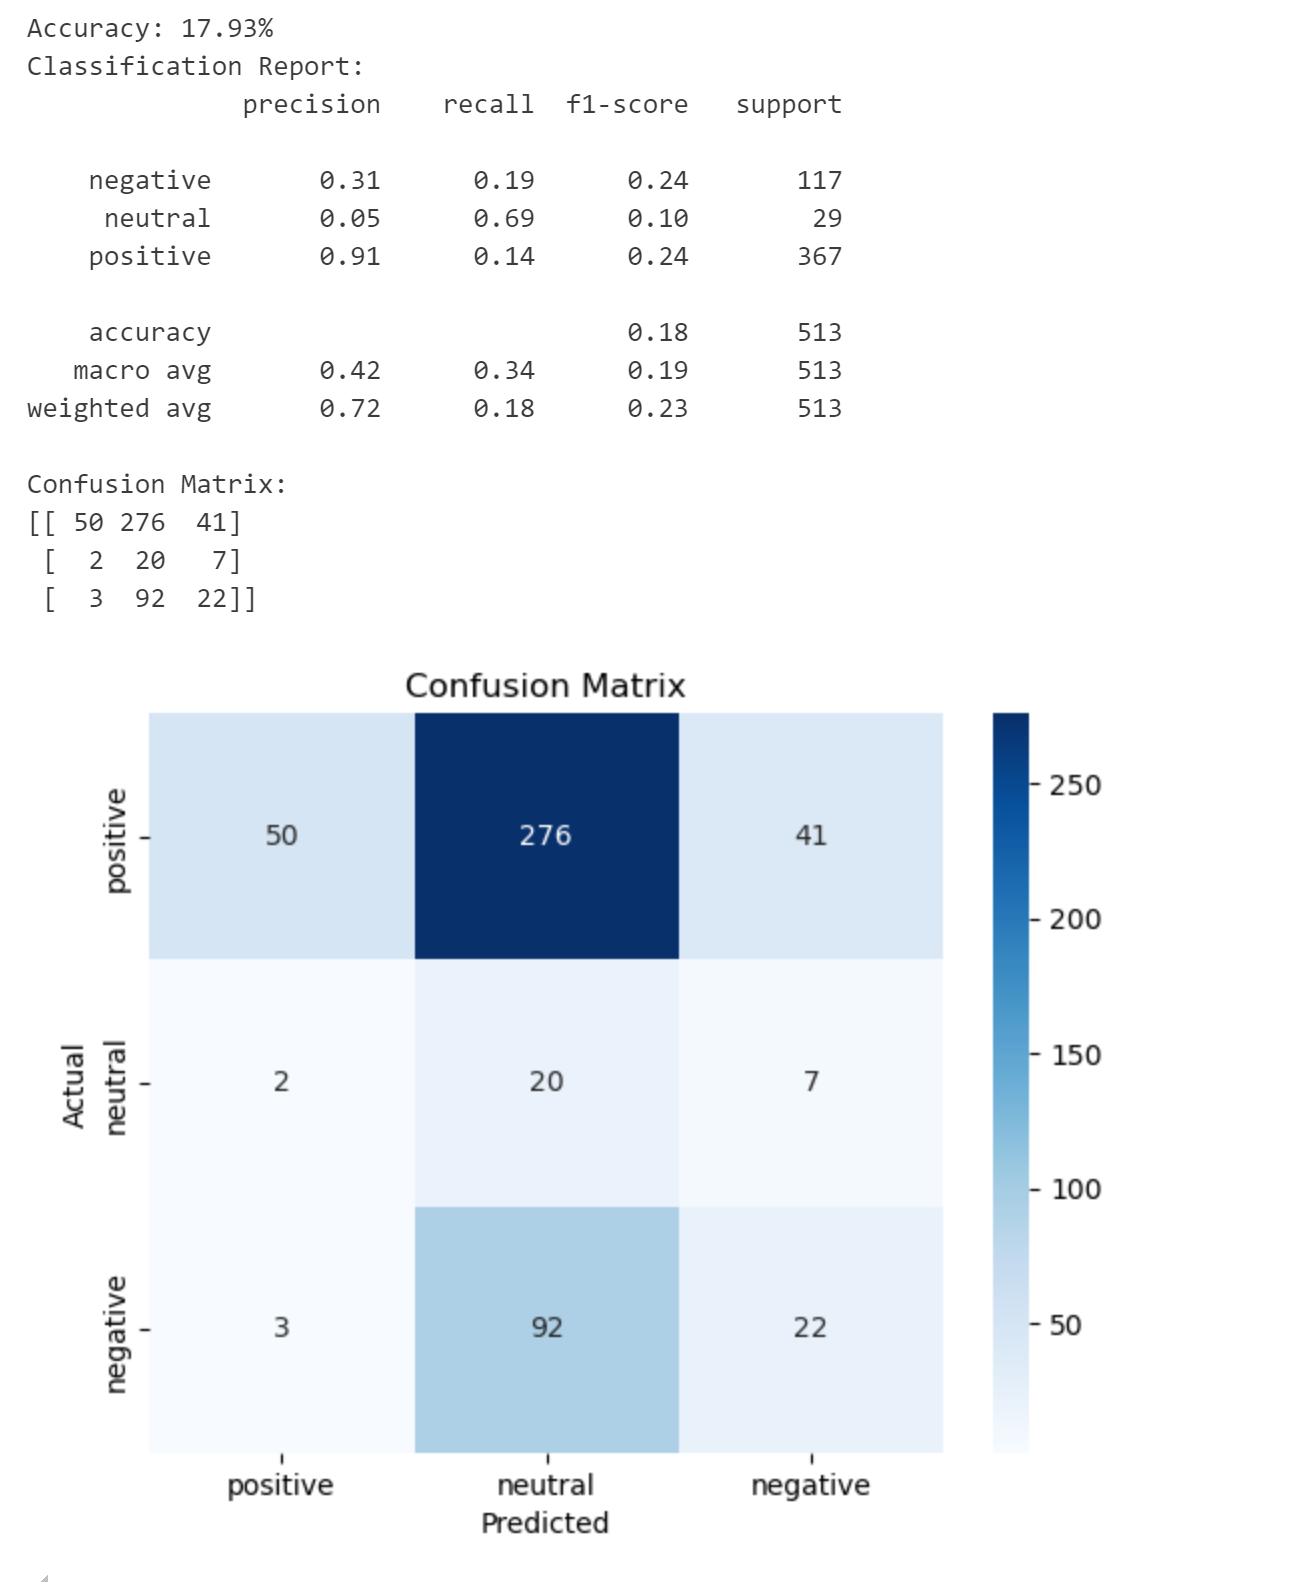 Accuracy: 17.93%
Classification Report:
precision recall f1-score support
negative 0.31 0.19 0.24 117
neutral 0.05 0.69 0.10 29
positive 0.91 0.14 0.24 367
accuracy 0.18 513
macro avg 0.42 0.34 0.19 513
weighted avg 0.72 0.18 0.23 513
Confusion Matrix:
[[ 50 276 41]
[ 2 20 7]
[ 3 92 22]]
Confusion Matrix
positive 50 276 41
neutral 2 20 7
negative 3 92 22
Actual
positive neutral negative
Predicted
250
200
150
100
50